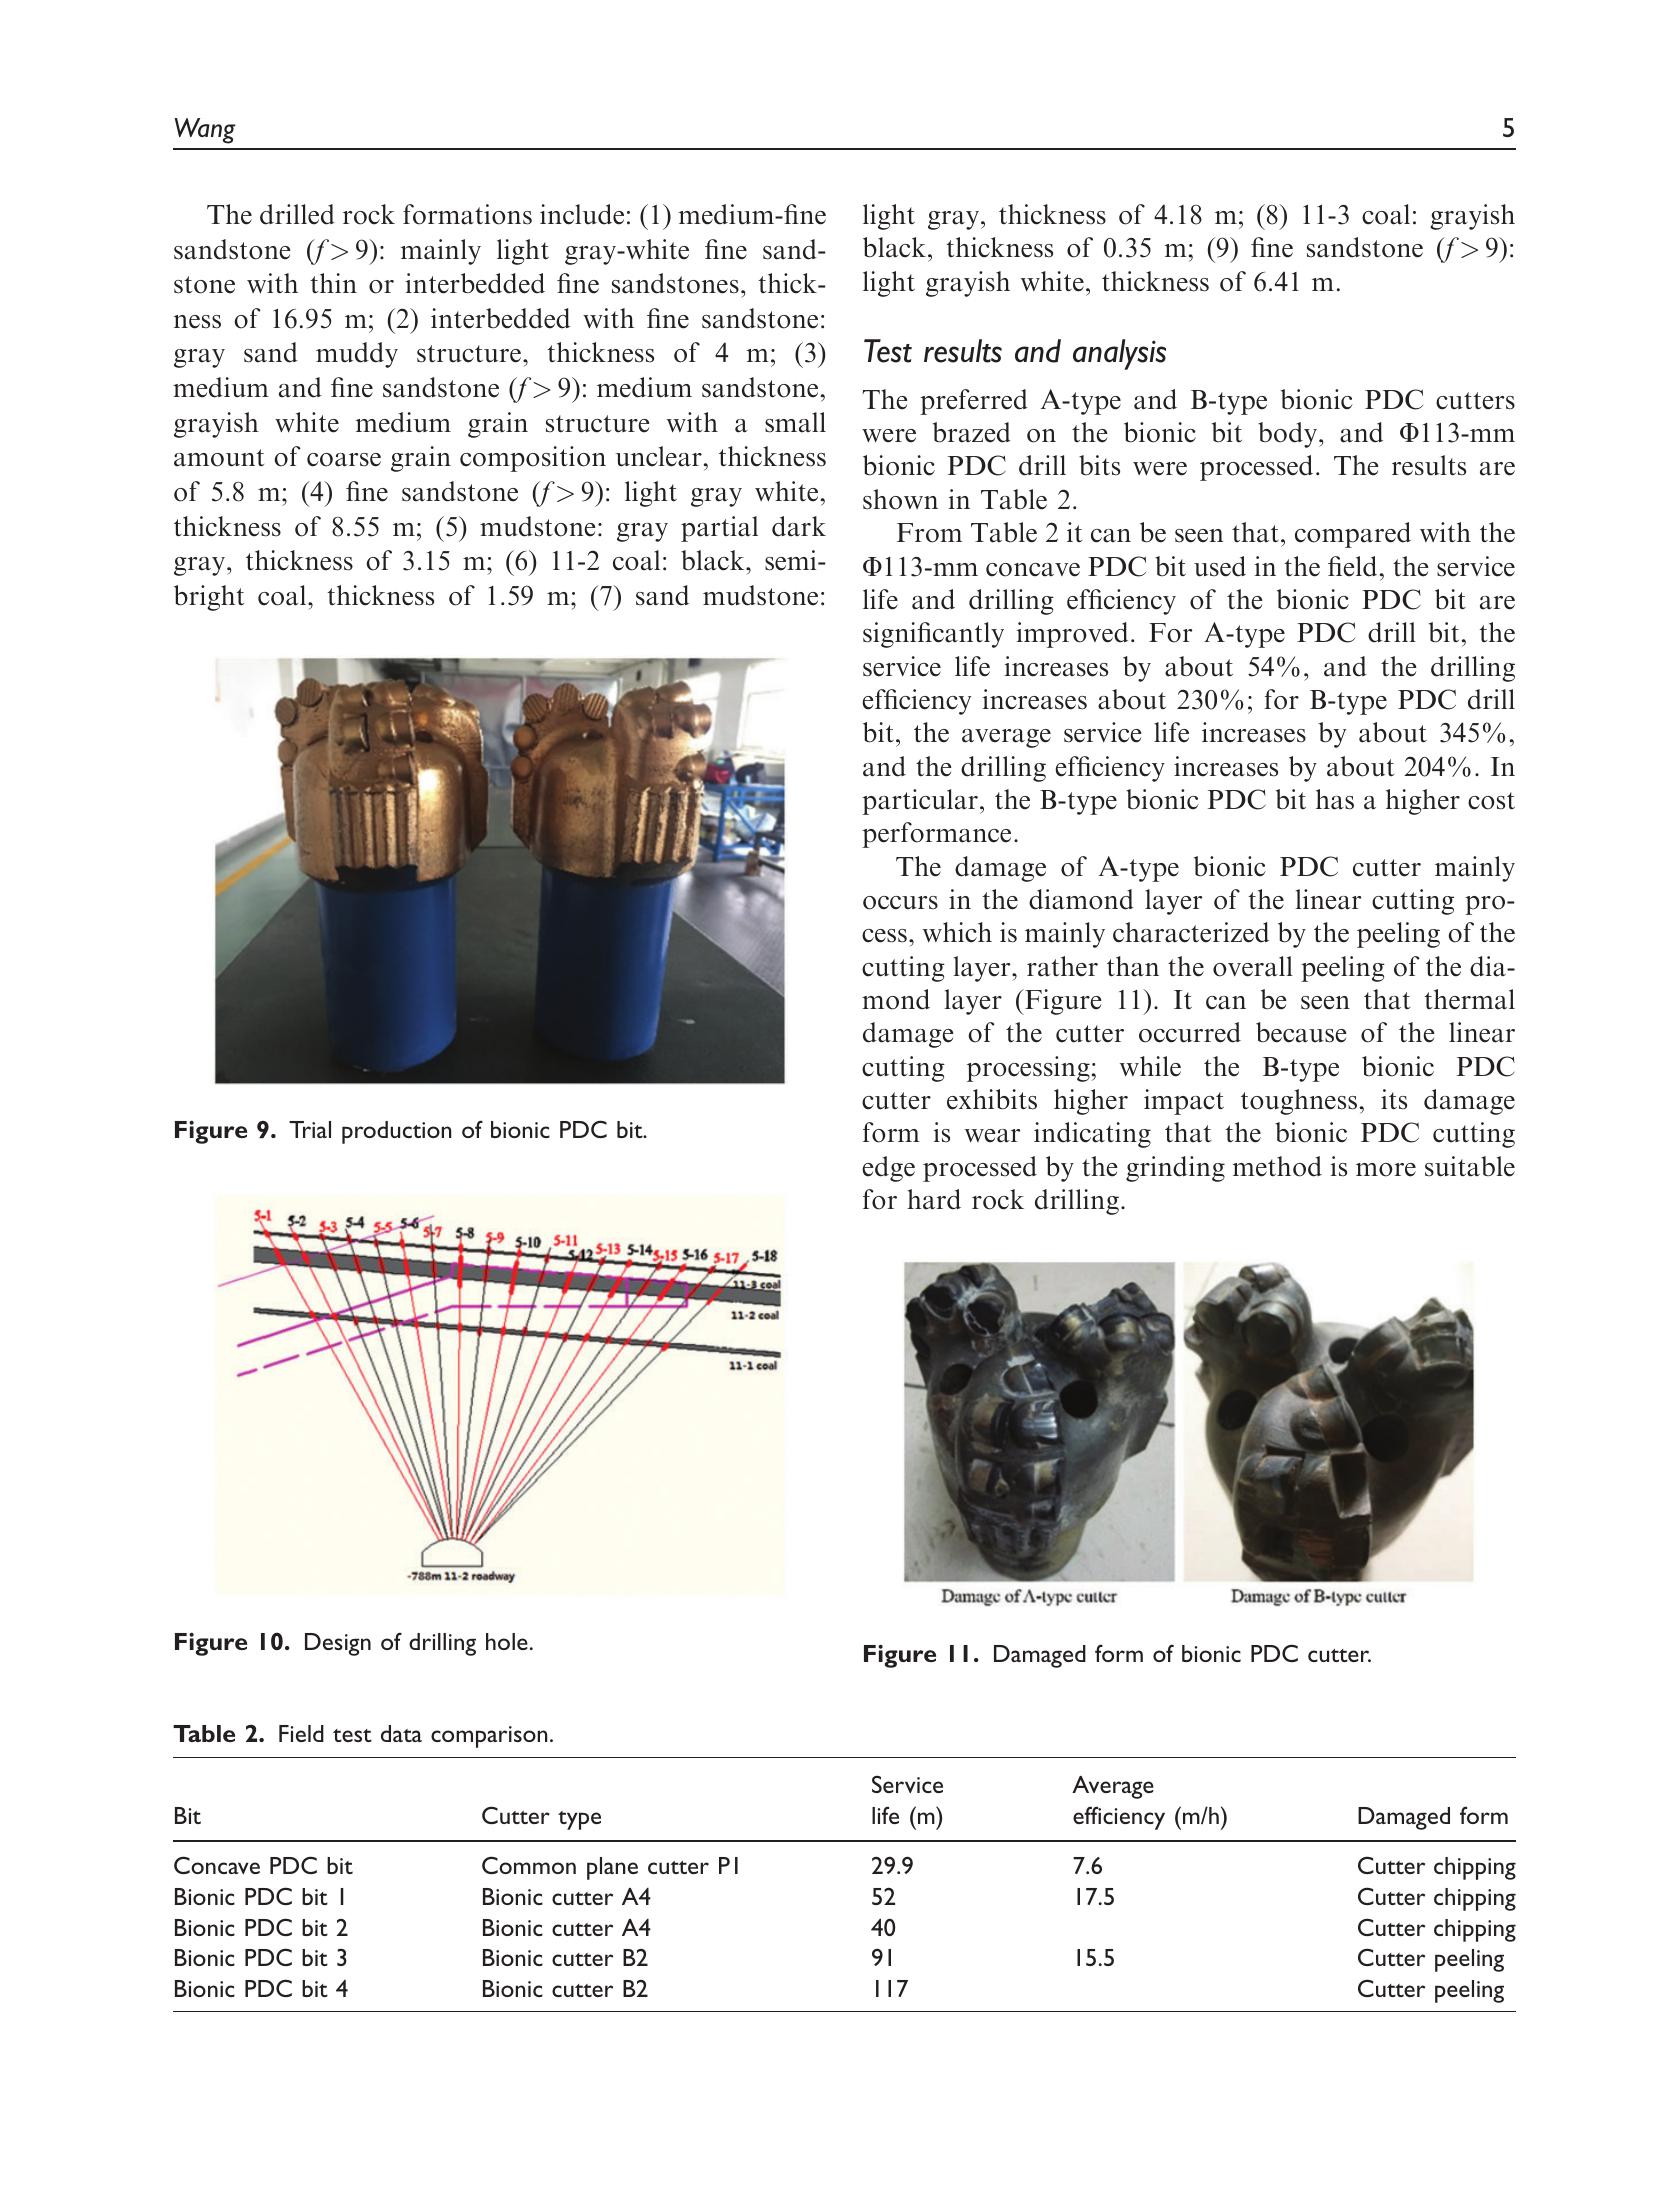 Wang
5
The drilled rock formations include: (1) medium-fine
sandstone (f > 9): mainly light gray-white fine sand-
stone with thin or interbedded fine sandstones, thick-
ness of 16.95 m; (2) interbedded with fine sandstone:
gray sand muddy structure, thickness of 4 m; (3)
medium and fine sandstone (f > 9): medium sandstone,
grayish white medium grain structure with a small
amount of coarse grain composition unclear, thickness
of 5.8 m; (4) fine sandstone (f > 9): light gray white,
thickness of 8.55 m; (5) mudstone: gray partial dark
gray, thickness of 3.15 m; (6) 11-2 coal: black, semi-
bright coal, thickness of 1.59 m; (7) sand mudstone:
Figure 9. Trial production of bionic PDC bit.
5-1
5-2
5-3
5-4
5-5
5-6
5-7
5-8
5-9
5-10
5-11
5-12
5-13
5-14
5-15
5-16
5-17
5-18
11-3 coal
11-2 coal
11-1 coal
-788m 11-2 roadway
Figure 10. Design of drilling hole.
light gray, thickness of 4.18 m; (8) 11-3 coal: grayish
black, thickness of 0.35 m; (9) fine sandstone (f > 9):
light grayish white, thickness of 6.41 m.
Test results and analysis
The preferred A-type and B-type bionic PDC cutters
were brazed on the bionic bit body, and Φ113-mm
bionic PDC drill bits were processed. The results are
shown in Table 2.
From Table 2 it can be seen that, compared with the
Φ113-mm concave PDC bit used in the field, the service
life and drilling efficiency of the bionic PDC bit are
significantly improved. For A-type PDC drill bit, the
service life increases by about 54%, and the drilling
efficiency increases about 230%; for B-type PDC drill
bit, the average service life increases by about 345%,
and the drilling efficiency increases by about 204%. In
particular, the B-type bionic PDC bit has a higher cost
performance.
The damage of A-type bionic PDC cutter mainly
occurs in the diamond layer of the linear cutting pro-
cess, which is mainly characterized by the peeling of the
cutting layer, rather than the overall peeling of the dia-
mond layer (Figure 11). It can be seen that thermal
damage of the cutter occurred because of the linear
cutting processing; while the B-type bionic PDC
cutter exhibits higher impact toughness, its damage
form is wear indicating that the bionic PDC cutting
edge processed by the grinding method is more suitable
for hard rock drilling.
Damage of A-type cutter
Damage of B-type cutter
Figure 11. Damaged form of bionic PDC cutter.
Table 2. Field test data comparison.
Bit Cutter type Service life (m) Average efficiency (m/h) Damaged form
Concave PDC bit Common plane cutter P1 29.9 7.6 Cutter chipping
Bionic PDC bit 1 Bionic cutter A4 52 17.5 Cutter chipping
Bionic PDC bit 2 Bionic cutter A4 40 Cutter chipping
Bionic PDC bit 3 Bionic cutter B2 91 15.5 Cutter peeling
Bionic PDC bit 4 Bionic cutter B2 117 Cutter peeling